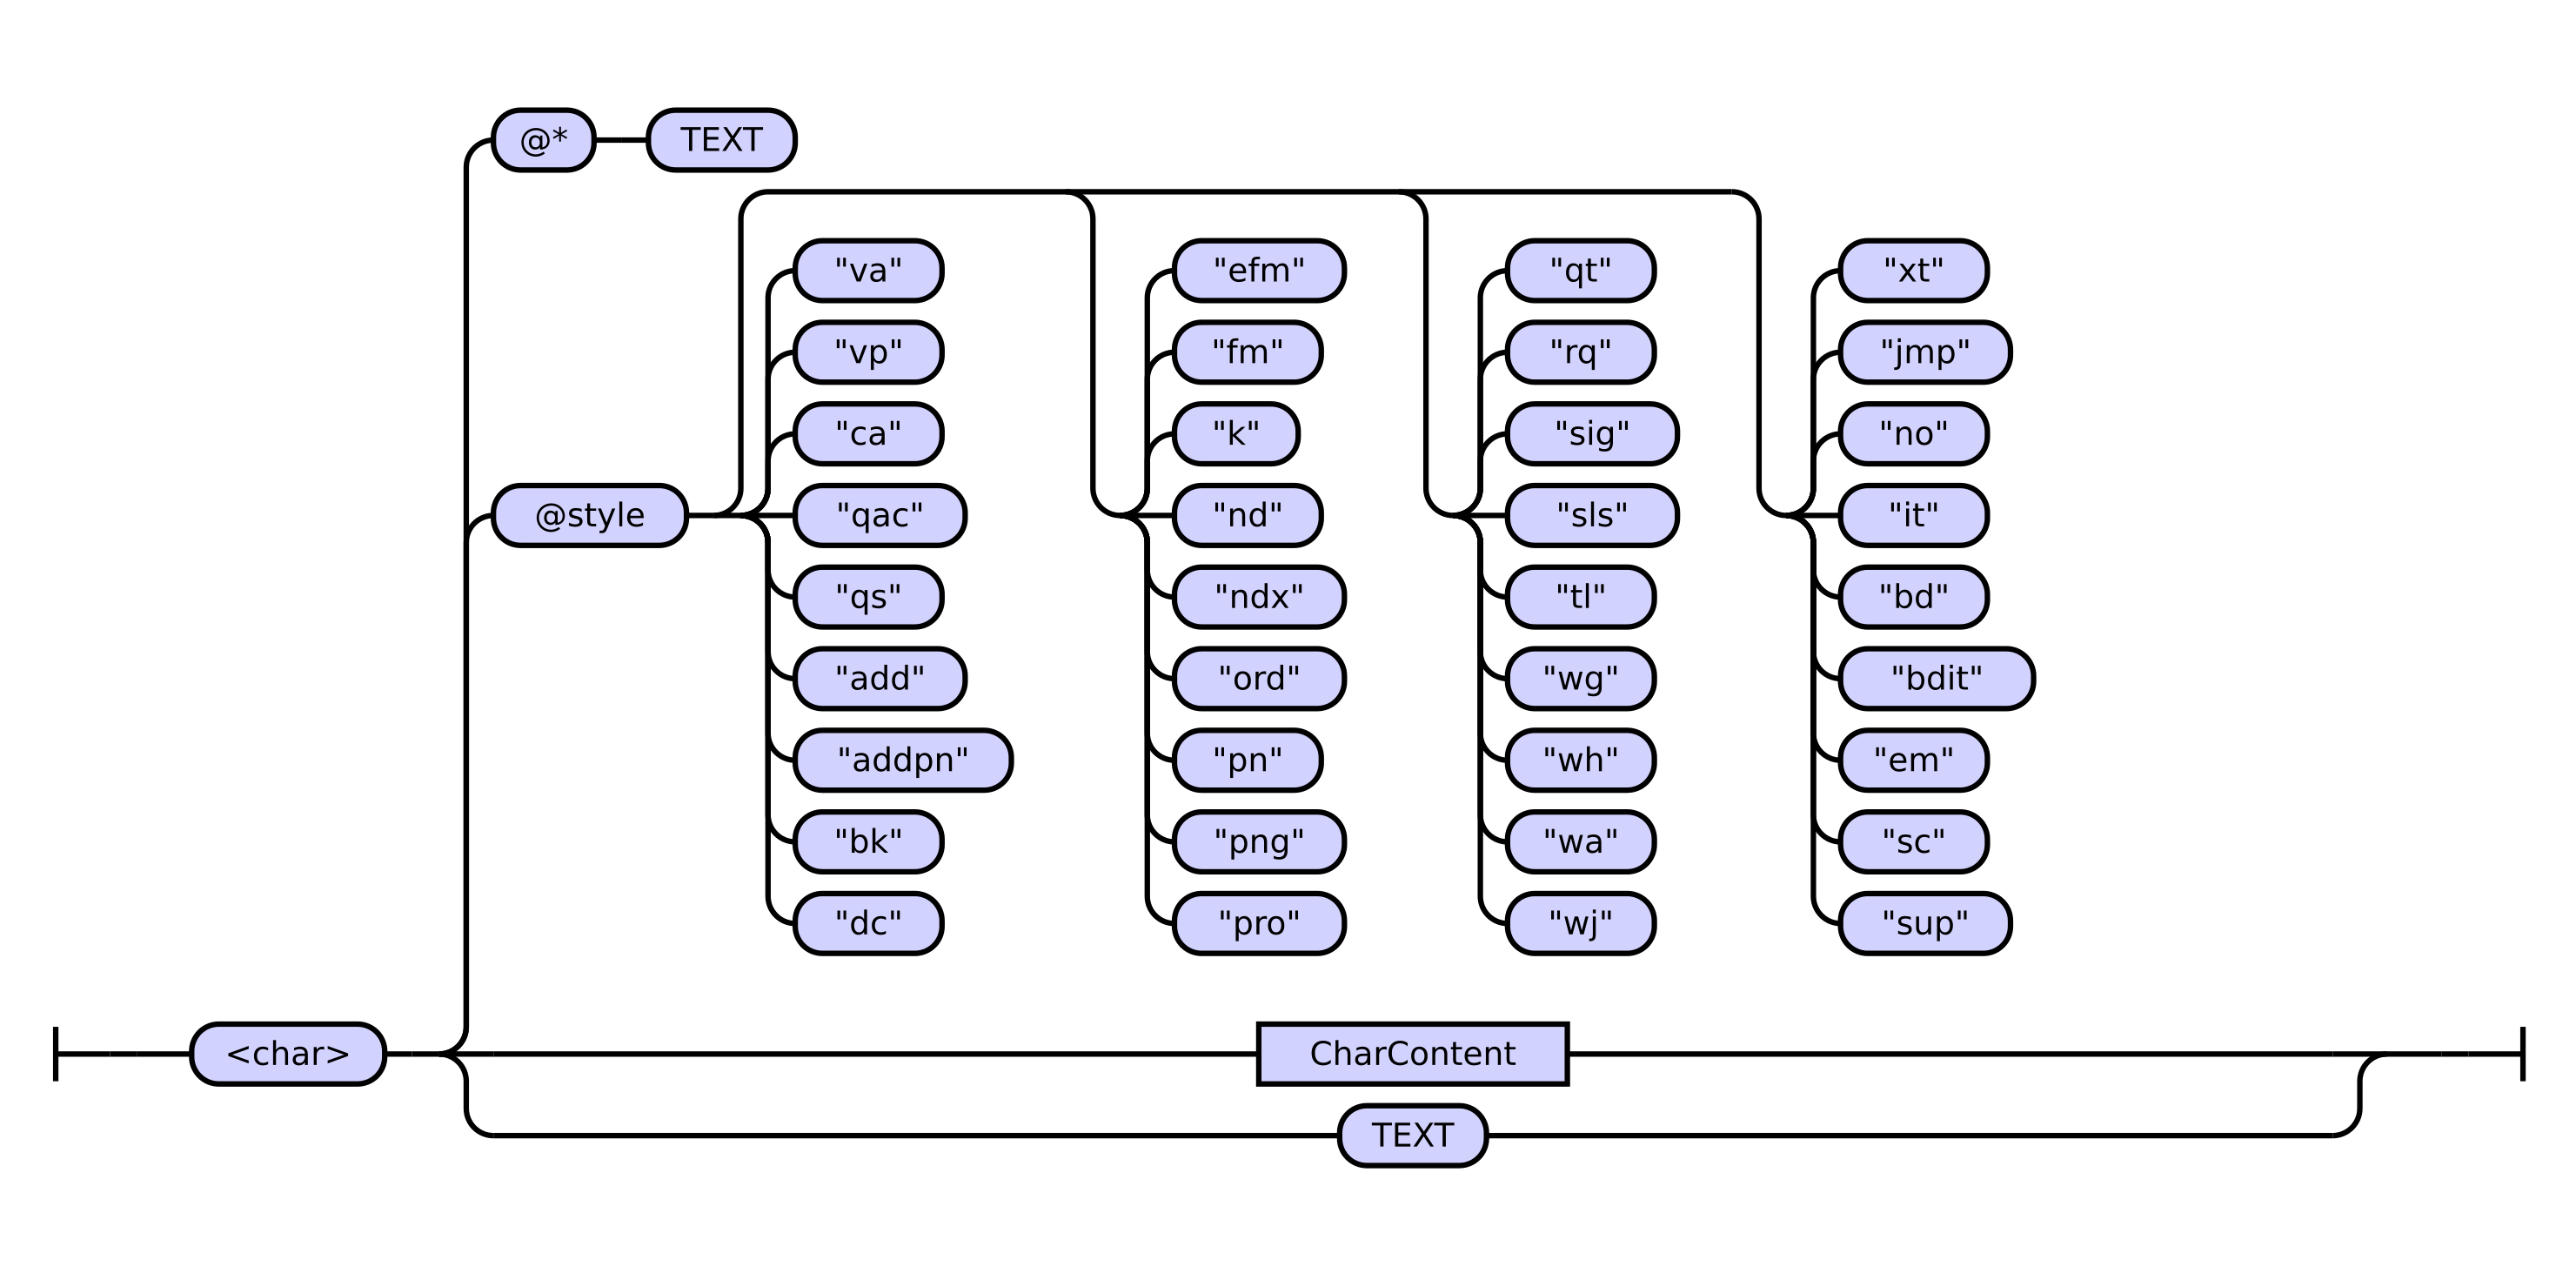 @* TEXT
"va" "efm" "qt" "xt"
"vp" "fm" "rq" "jmp"
"ca" "k" "sig" "no"
@style "qac" "nd" "sls" "it"
"qs" "ndx" "tl" "bd"
"add" "ord" "wg" "bdit"
"addpn" "pn" "wh" "em"
"bk" "png" "wa" "sc"
"dc" "pro" "wj" "sup"
<char> CharContent
TEXT